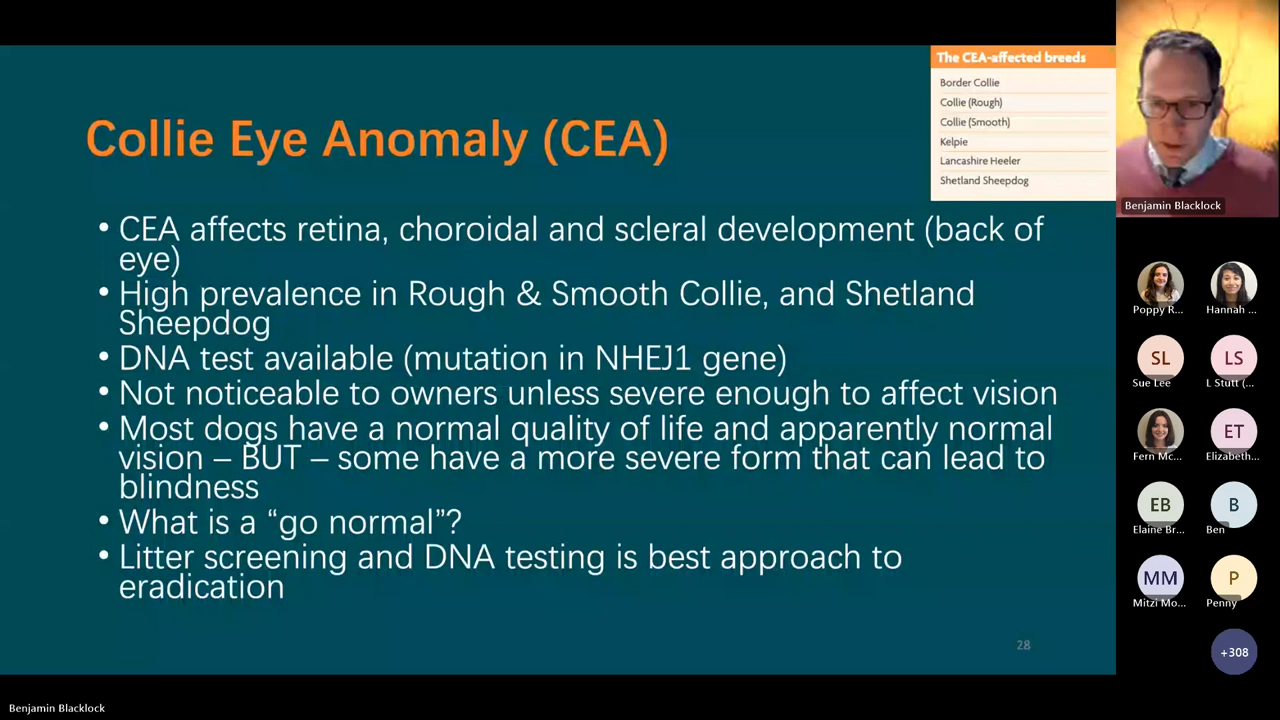 The CEA-affected breeds
Border Collie
Collie (Rough)
Collie (Smooth)
Kelpie
Lancashire Heeler
Shetland Sheepdog
Collie Eye Anomaly (CEA)
• CEA affects retina, choroidal and scleral development (back of
eye)
• High prevalence in Rough & Smooth Collie, and Shetland
Sheepdog
• DNA test available (mutation in NHEJ1 gene)
• Not noticeable to owners unless severe enough to affect vision
• Most dogs have a normal quality of life and apparently normal
vision – BUT – some have a more severe form that can lead to
blindness
• What is a “go normal”?
• Litter screening and DNA testing is best approach to
eradication
28
Benjamin Blacklock
Poppy R...
Hannah ...
SL
LS
Sue Lee
L Stutt (...
ET
Fern Mc...
Elizabeth...
EB
B
Elaine Br...
Ben
MM
P
Mitzi Mo...
Penny
+308
Benjamin Blacklock